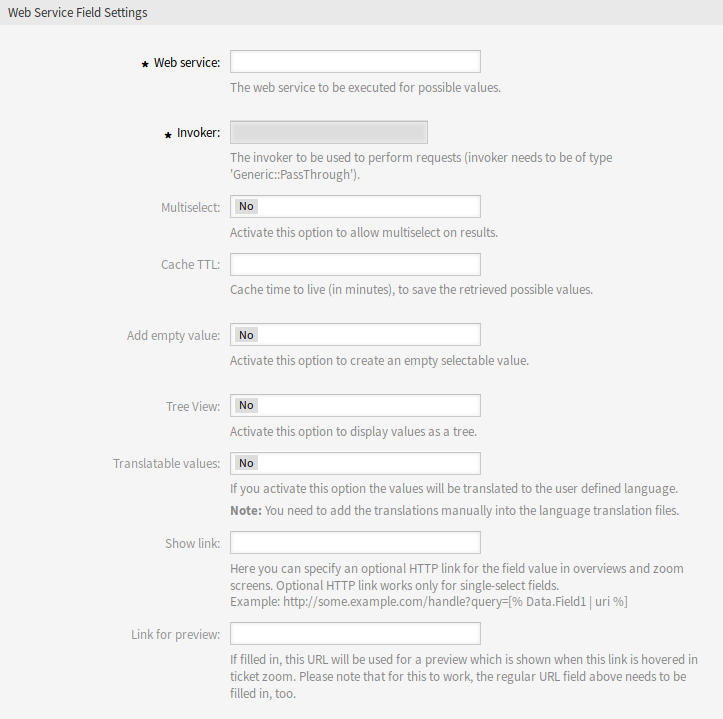 Web Service Field Settings
★ Web service:
The web service to be executed for possible values.
★ Invoker:
The invoker to be used to perform requests (invoker needs to be of type
'Generic::PassThrough').
Multiselect: No
Activate this option to allow multiselect on results.
Cache TTL:
Cache time to live (in minutes), to save the retrieved possible values.
Add empty value: No
Activate this option to create an empty selectable value.
Tree View: No
Activate this option to display values as a tree.
Translatable values: No
If you activate this option the values will be translated to the user defined language.
Note: You need to add the translations manually into the language translation files.
Show link:
Here you can specify an optional HTTP link for the field value in overviews and zoom
screens. Optional HTTP link works only for single-select fields.
Example: http://some.example.com/handle?query=[% Data.Field1 | uri %]
Link for preview:
If filled in, this URL will be used for a preview which is shown when this link is hovered in
ticket zoom. Please note that for this to work, the regular URL field above needs to be
filled in, too.